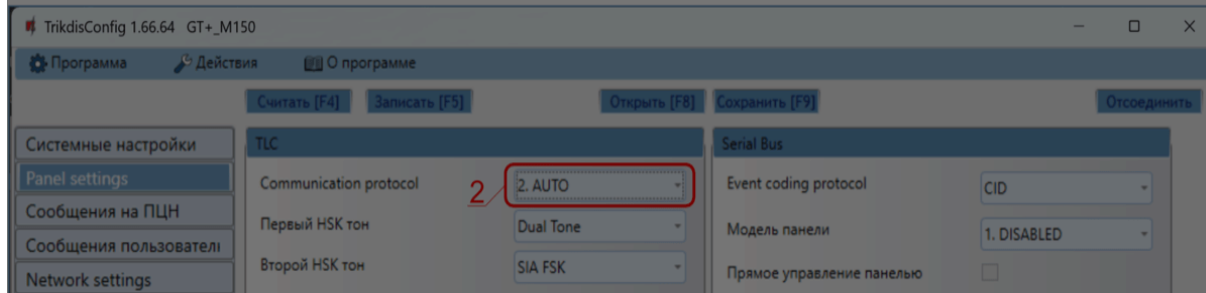 TrikdisConfig 1.66.64 GT+_M150
Программа Действия О программе
Считать [F4] Записать [F5] Открыть [F8] Сохранить [F9] Отсоединить
Системные настройки
Panel settings
Сообщения на ПЦН
Сообщения пользователю
Network settings
TLC
Communication protocol 2 2. AUTO
Первый HSK тон Dual Tone
Второй HSK тон SIA FSK
Serial Bus
Event coding protocol CID
Модель панели 1. DISABLED
Прямое управление панелью